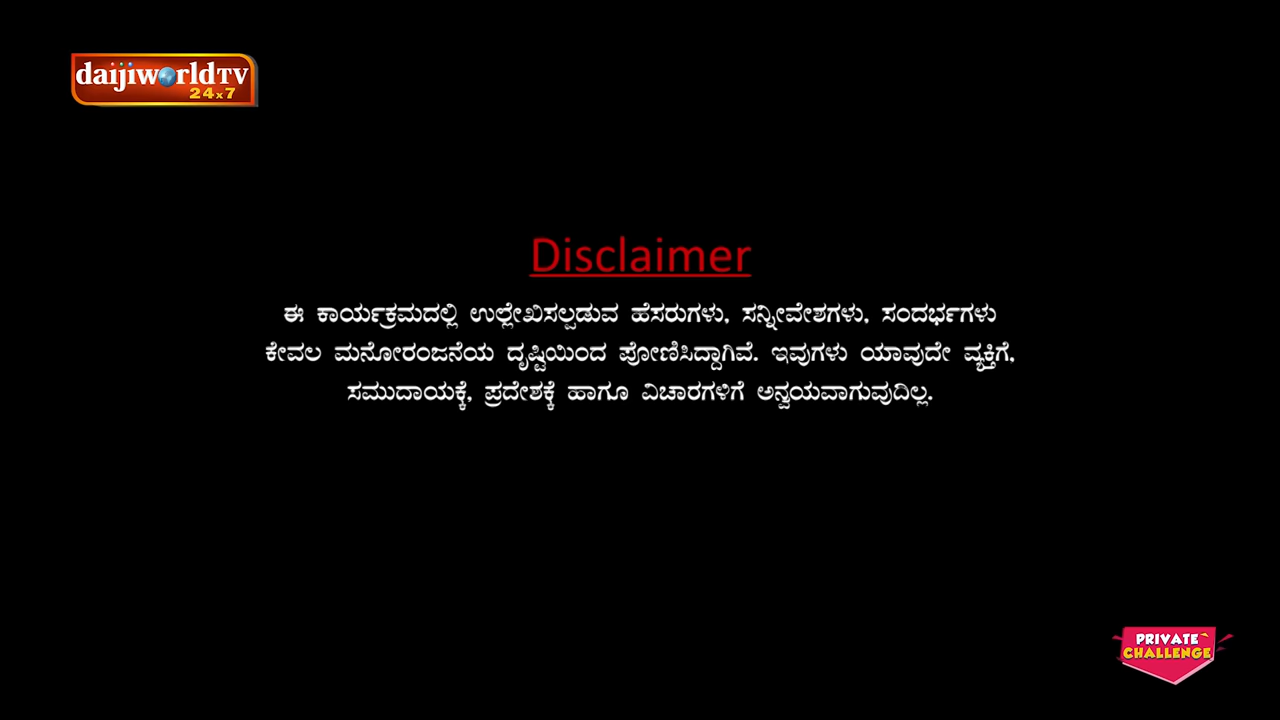 daijiworldTV
24x7
Disclaimer
ಈ ಕಾರ್ಯಕ್ರಮದಲ್ಲಿ ಉಲ್ಲೇಖಿಸಲ್ಪಡುವ ಹೆಸರುಗಳು, ಸನ್ನೀವೇಶಗಳು, ಸಂದರ್ಭಗಳು
ಕೇವಲ ಮನೋರಂಜನೆಯ ದೃಷ್ಟಿಯಿಂದ ಪೋಣಿಸಿದ್ದಾಗಿವೆ. ಇವುಗಳು ಯಾವುದೇ ವ್ಯಕ್ತಿಗೆ,
ಸಮುದಾಯಕ್ಕೆ, ಪ್ರದೇಶಕ್ಕೆ ಹಾಗೂ ವಿಚಾರಗಳಿಗೆ ಅನ್ವಯವಾಗುವುದಿಲ್ಲ.
PRIVATE
CHALLENGE